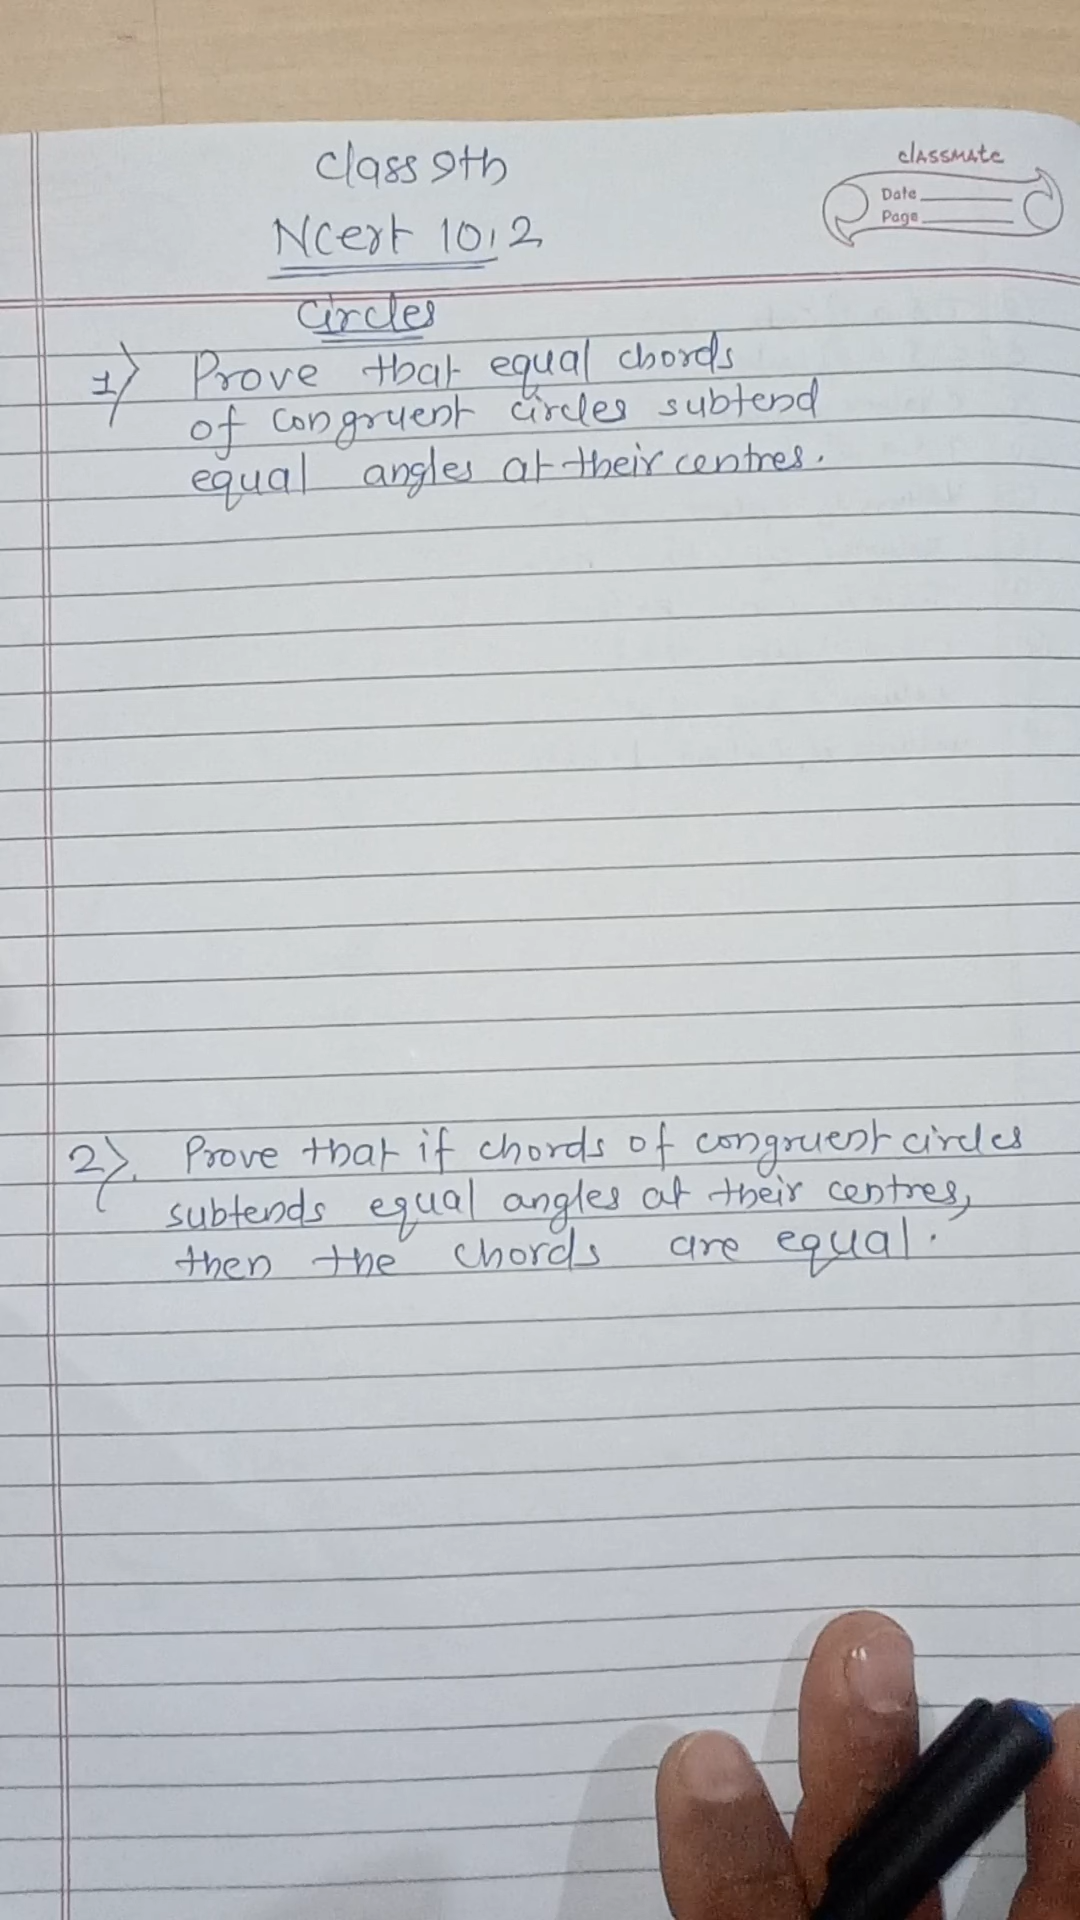 class 9th
Ncert 10.2
classmate
Date
Page
Circles
1) Prove that equal chords
of congruent circles subtend
equal angles at their centres.
2) Prove that if chords of congruent circles
subtends equal angles at their centres,
then the chords are equal.